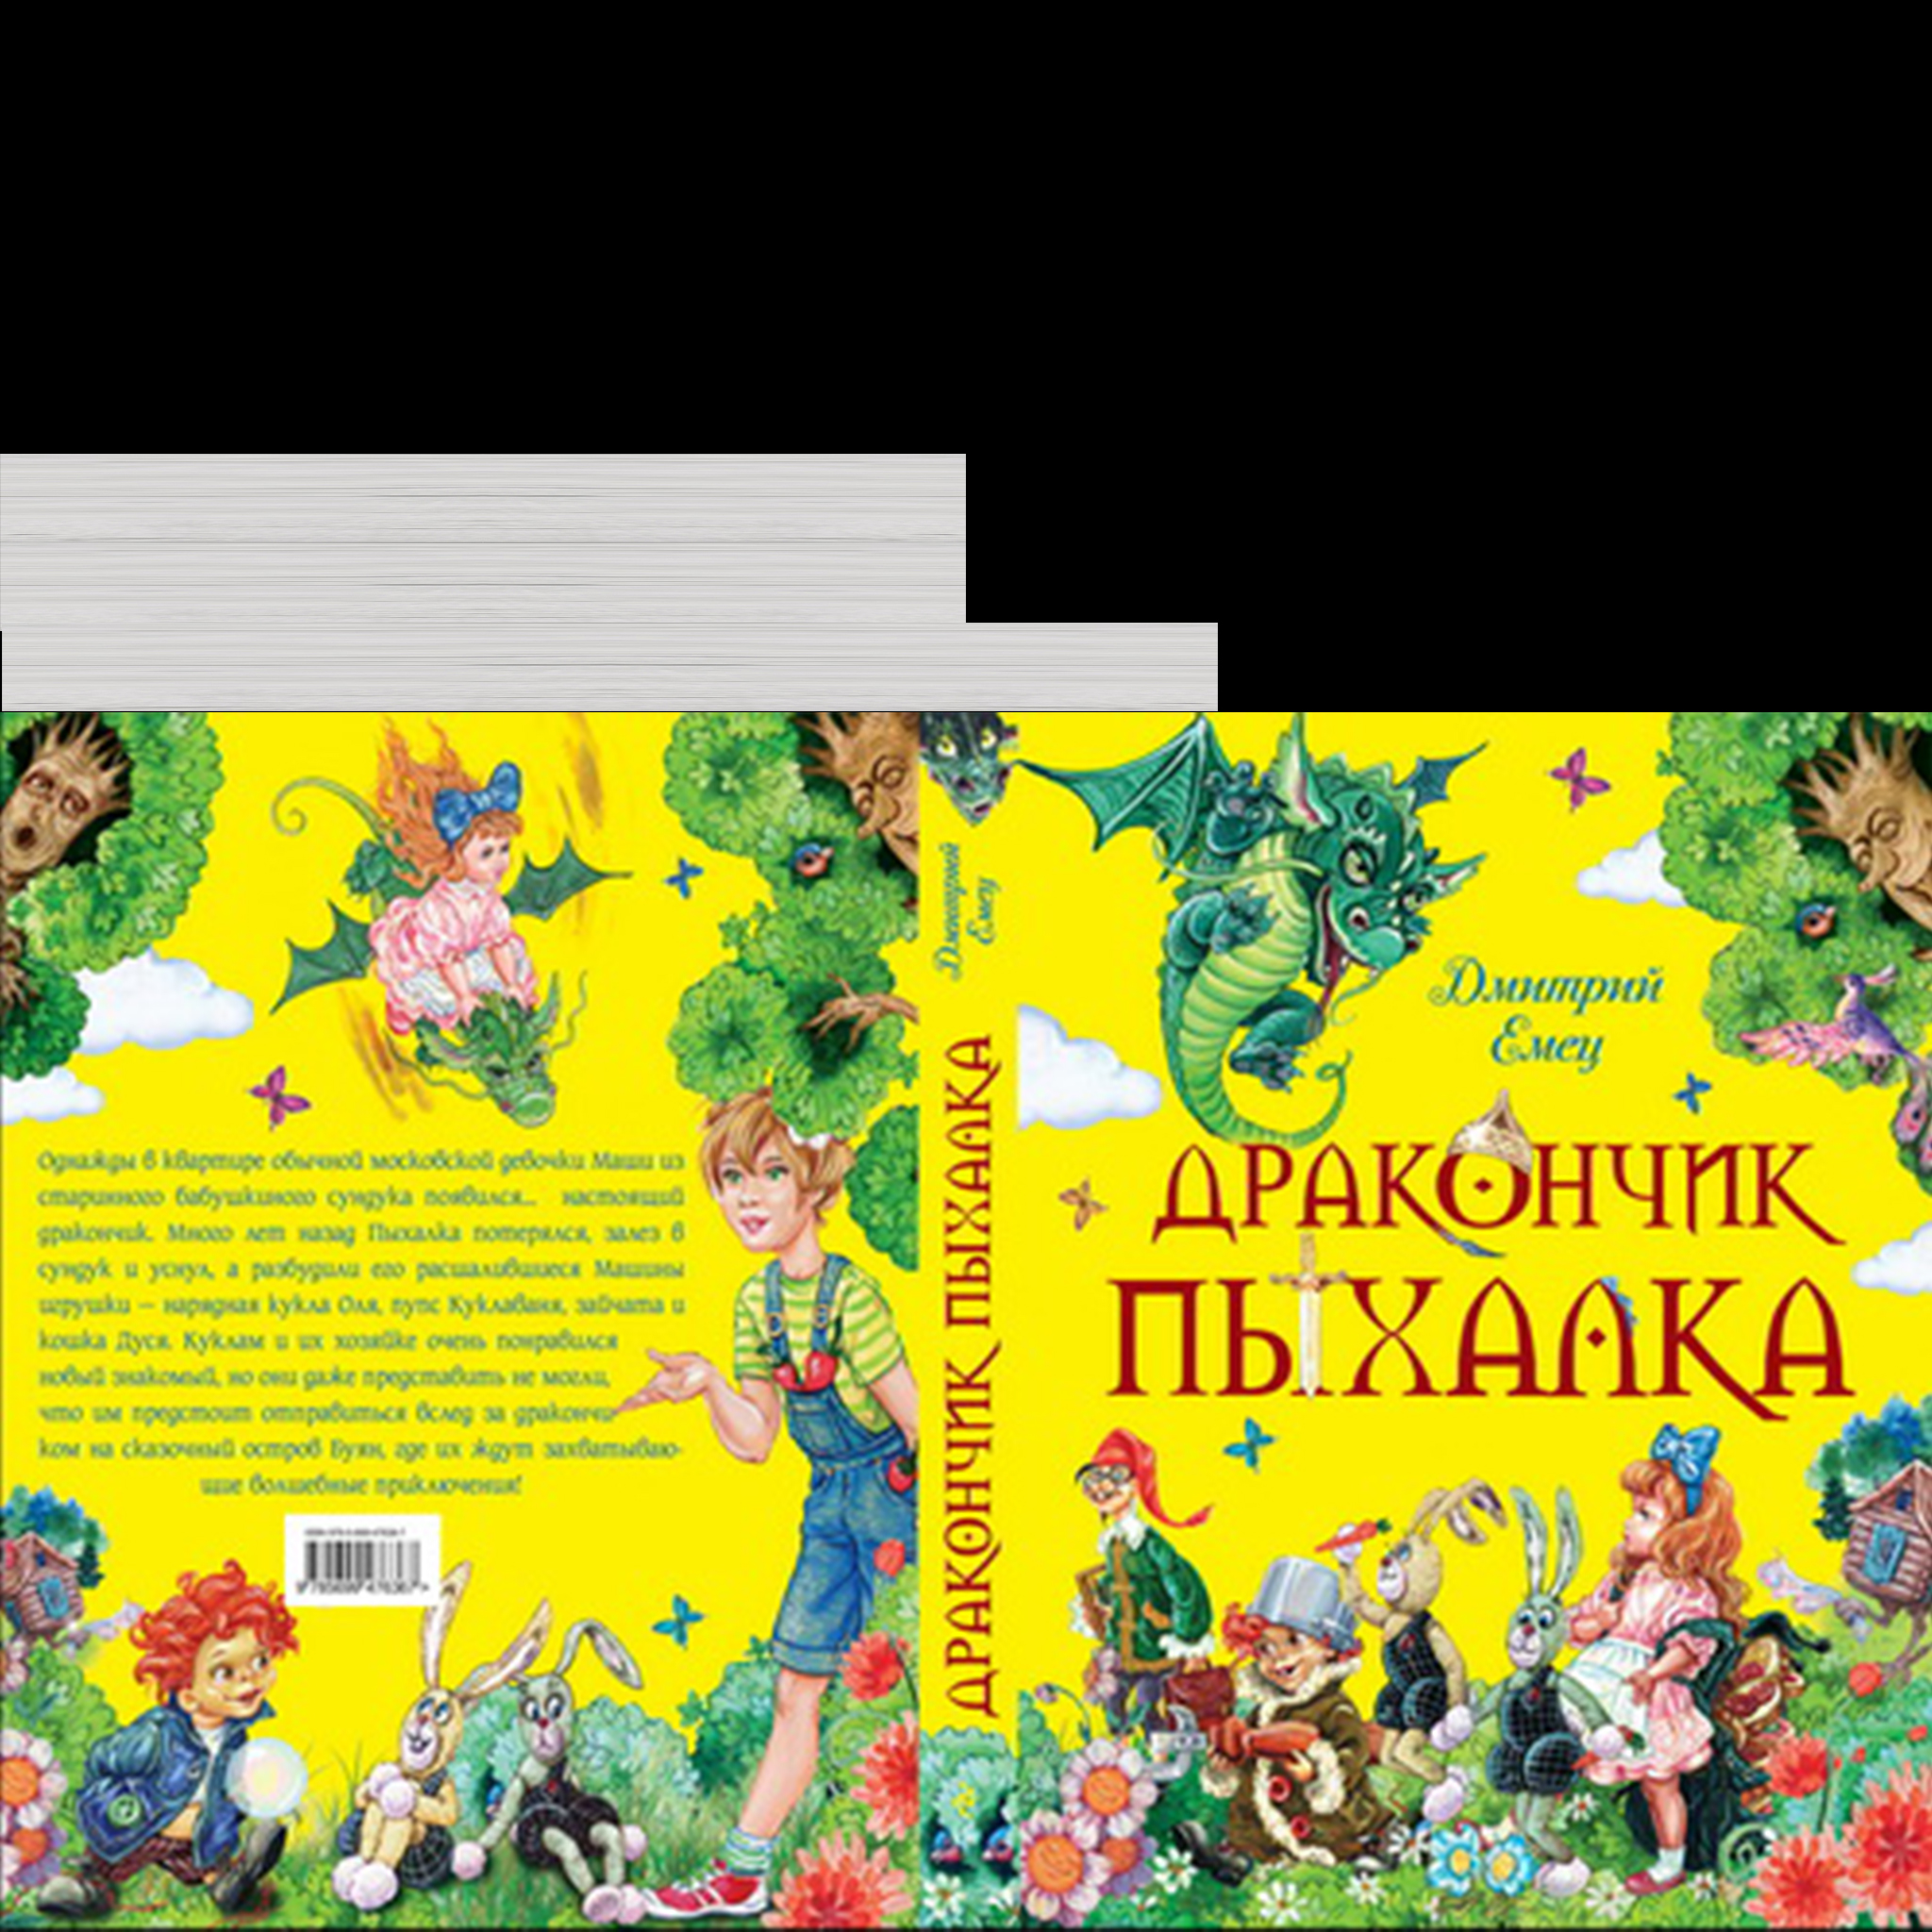 Однажды в квартире обычной московской девочки Маши из
старинного бабушкиного сундука появился... настоящий
дракончик. Много лет назад Пыхалка потерялся, залез в
сундук и уснул, а разбудили его расшалившиеся Машины
игрушки — нарядная кукла Оля, пупс Куклаваня, зайчата и
кошка Дуся. Куклам и их хозяйке очень понравился
новый знакомый, но они даже представить не могли,
что им предстоит отправиться вслед за дракончи-
ком на сказочный остров Буян, где их ждут захватываю-
щие волшебные приключения!
Дмитрий
Емец
ДРАКОНЧИК ПЫХАЛКА
Дмитрий
Емец
ДРАКОНЧИК
ПЫХАЛКА